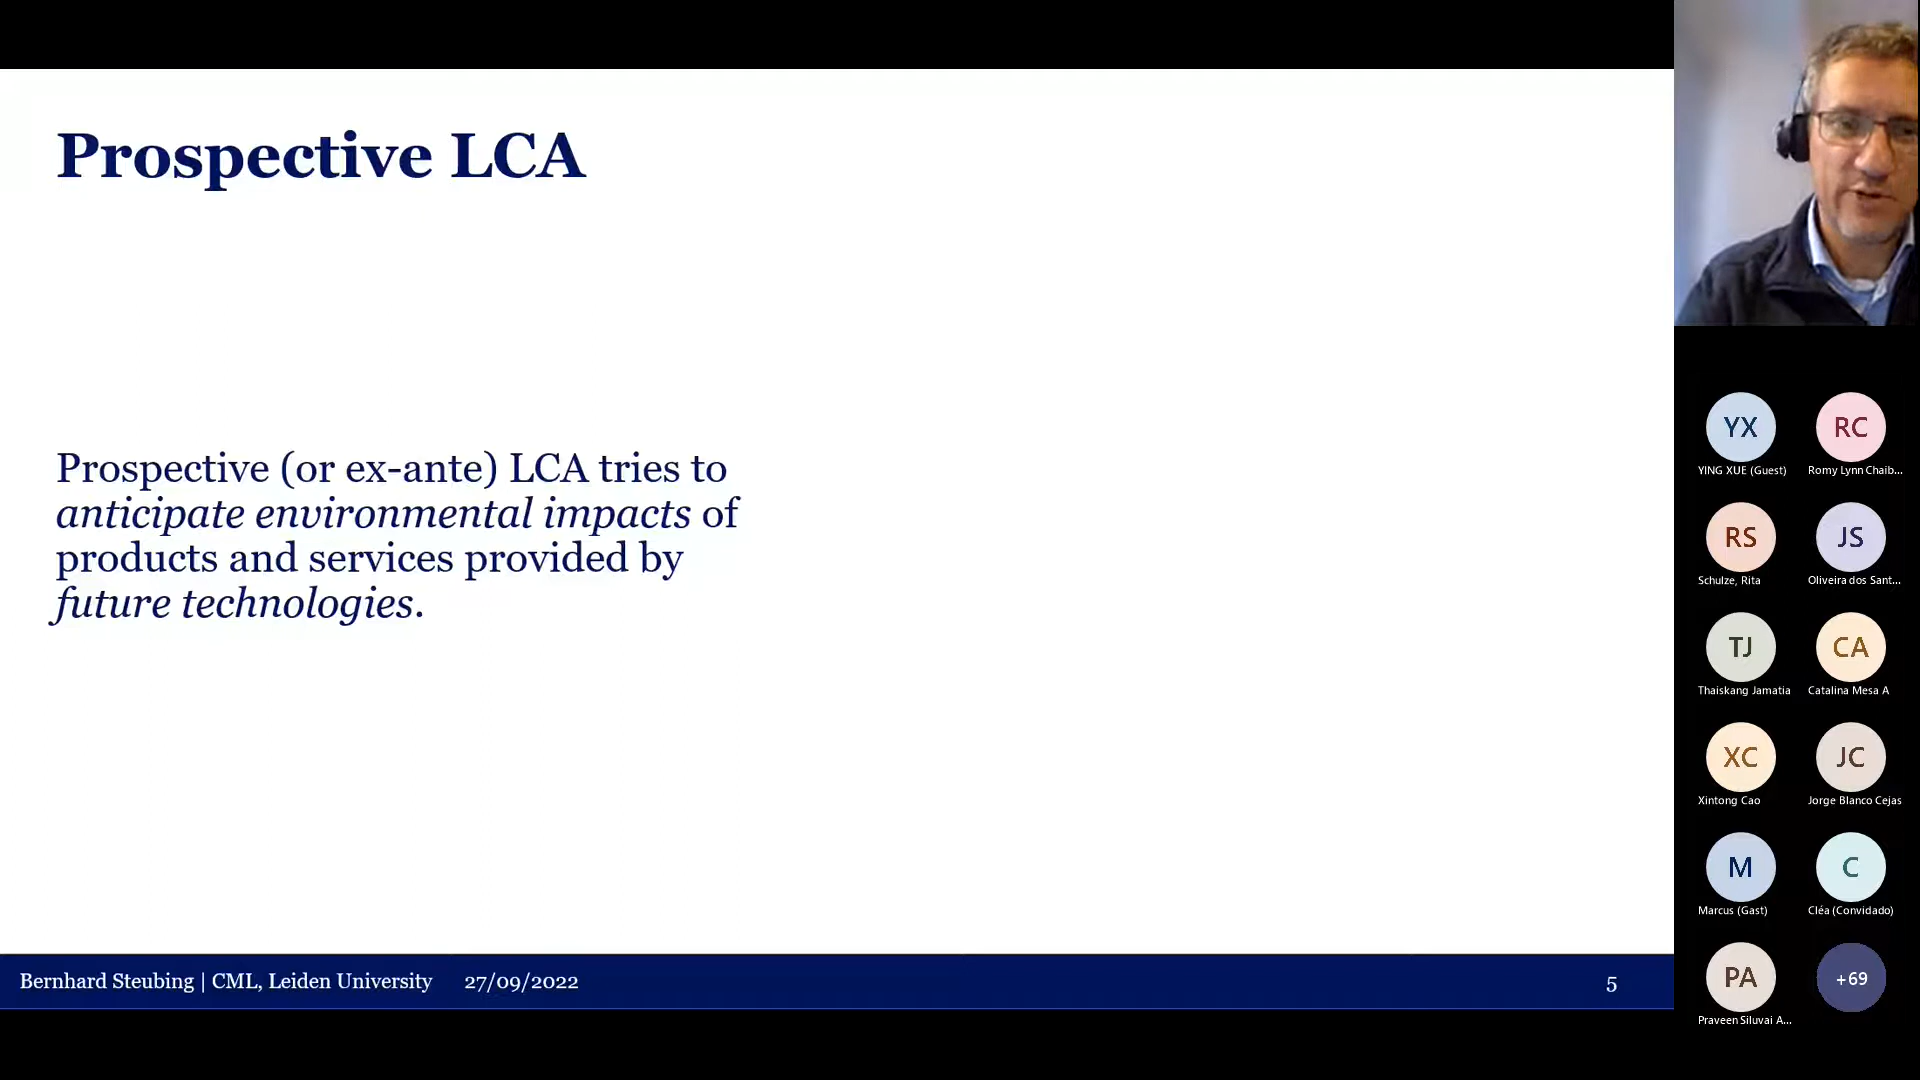 Prospective LCA
Prospective (or ex-ante) LCA tries to
anticipate environmental impacts of
products and services provided by
future technologies.
Bernhard Steubing | CML, Leiden University 27/09/2022 5
YX RC
YING XUE (Guest) Romy Lynn Chaib...
RS JS
Schulze, Rita Oliveira dos Sant...
TJ CA
Thaiskang Jamatia Catalina Mesa A
XC JC
Xintong Cao Jorge Blanco Cejas
M C
Marcus (Gast) Cléa (Convidado)
PA +69
Praveen Siluvai A...